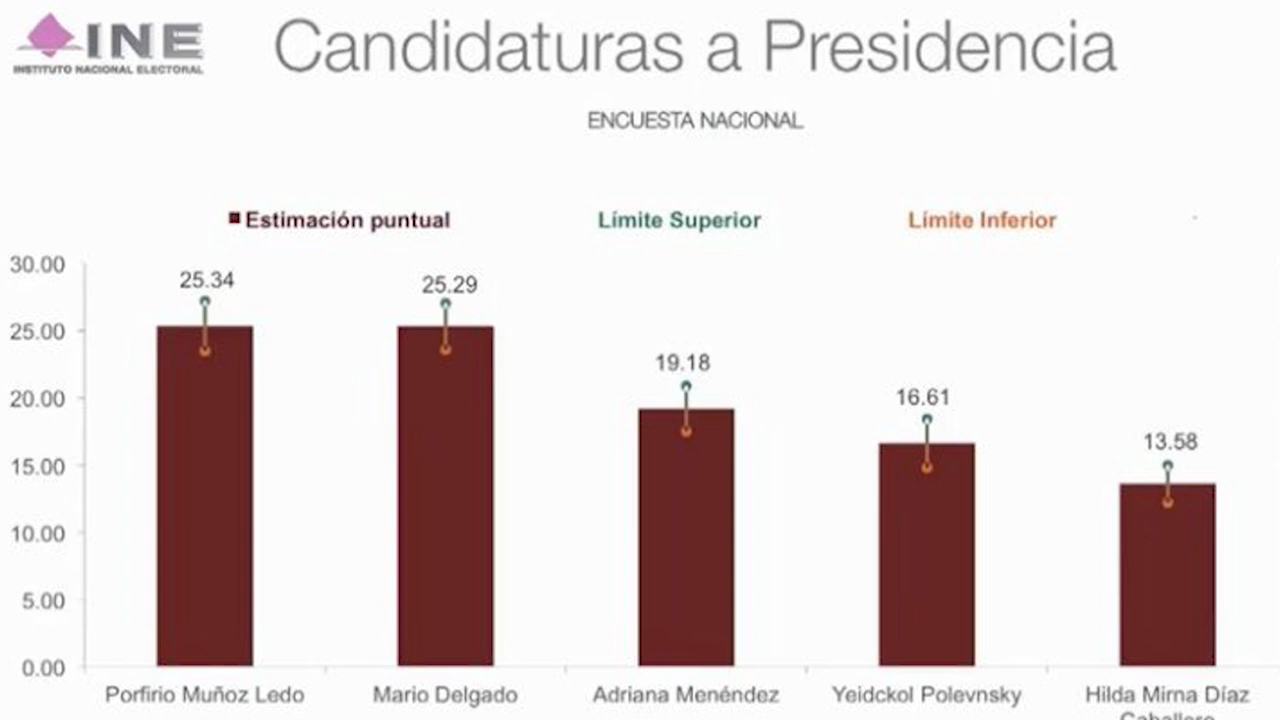 INE
INSTITUTO NACIONAL ELECTORAL
Candidaturas a Presidencia
ENCUESTA NACIONAL
Estimación puntual Límite Superior Límite Inferior
30.00
25.00
20.00
15.00
10.00
5.00
0.00
25.34
25.29
19.18
16.61
13.58
Porfirio Muñoz Ledo
Mario Delgado
Adriana Menéndez
Yeidckol Polevnsky
Hilda Mirna Díaz
Caballero